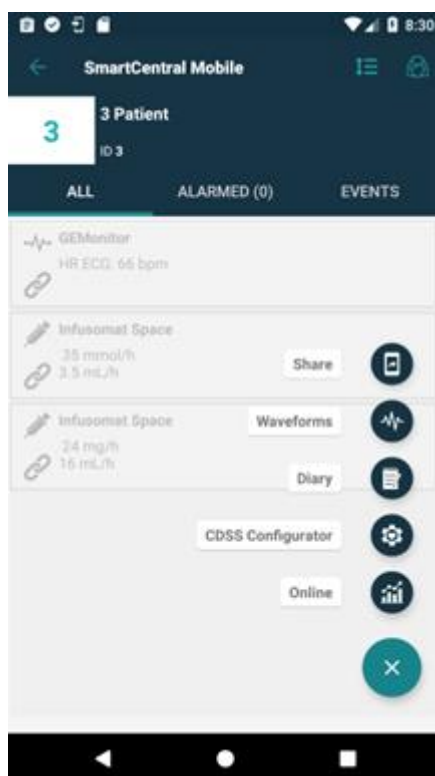 8:30
SmartCentral Mobile
3
3 Patient
ID 3
ALL
ALARMED (0)
EVENTS
GEMonitor
HR ECG: 66 bpm
Infusomat Space
35 mmol/h
3.5 mL/h
Share
Infusomat Space
Waveforms
24 mg/h
16 mL/h
Diary
CDSS Configurator
Online